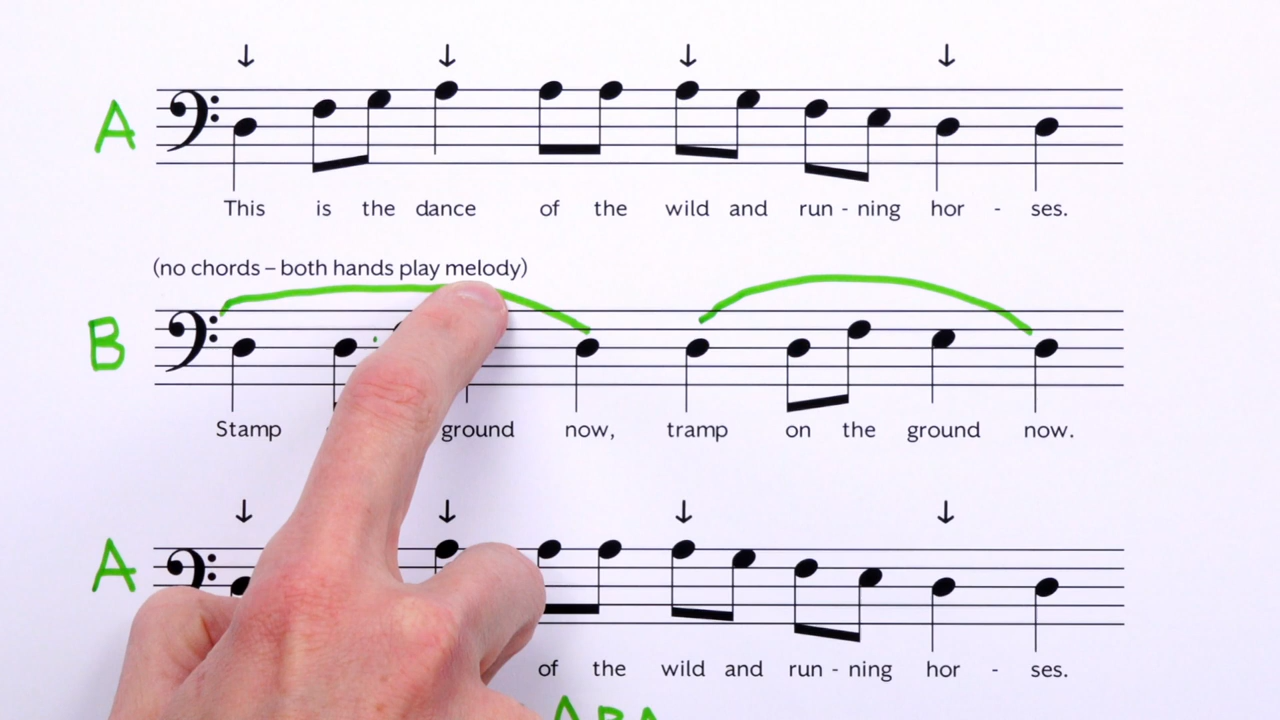 A
This is the dance of the wild and run - ning hor - ses.
(no chords – both hands play melody)
B
Stamp ground now, tramp on the ground now.
A
of the wild and run - ning hor - ses.
ABA